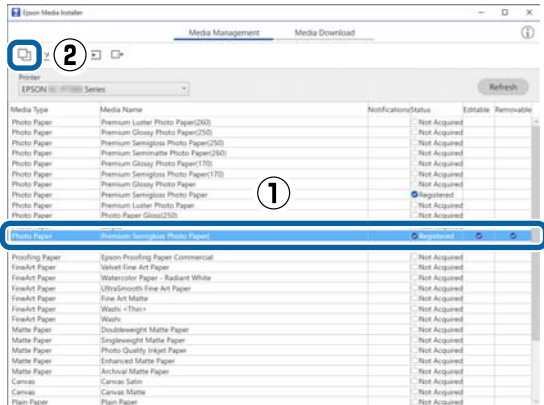 Epson Media Installer
Media Management Media Download
②
Printer
EPSON Series
Refresh
Media Type Media Name Notifications Status Editable Removable
Photo Paper Premium Luster Photo Paper(260) Not Acquired
Photo Paper Premium Glossy Photo Paper(250) Not Acquired
Photo Paper Premium Semigloss Photo Paper(250) Not Acquired
Photo Paper Premium Semimatte Photo Paper(260) Not Acquired
Photo Paper Premium Glossy Photo Paper(170) Not Acquired
Photo Paper Premium Semigloss Photo Paper(170) Not Acquired
Photo Paper Premium Glossy Photo Paper Not Acquired
Photo Paper Premium Semigloss Photo Paper Registered
Photo Paper Premium Luster Photo Paper Not Acquired
Photo Paper Photo Paper Gloss(250) Not Acquired
①
Photo Paper Premium Semigloss Photo Paper( Registered
Proofing Paper Epson Proofing Paper Commercial Not Acquired
FineArt Paper Velvet Fine Art Paper Not Acquired
FineArt Paper Watercolor Paper - Radiant White Not Acquired
FineArt Paper UltraSmooth Fine Art Paper Not Acquired
FineArt Paper Fine Art Matte Not Acquired
FineArt Paper Washi <Thin> Not Acquired
FineArt Paper Washi Not Acquired
Matte Paper Doubleweight Matte Paper Not Acquired
Matte Paper Singleweight Matte Paper Not Acquired
Matte Paper Photo Quality Inkjet Paper Not Acquired
Matte Paper Enhanced Matte Paper Not Acquired
Matte Paper Archival Matte Paper Not Acquired
Canvas Canvas Satin Not Acquired
Canvas Canvas Matte Not Acquired
Plain Paper Plain Paper Not Acquired